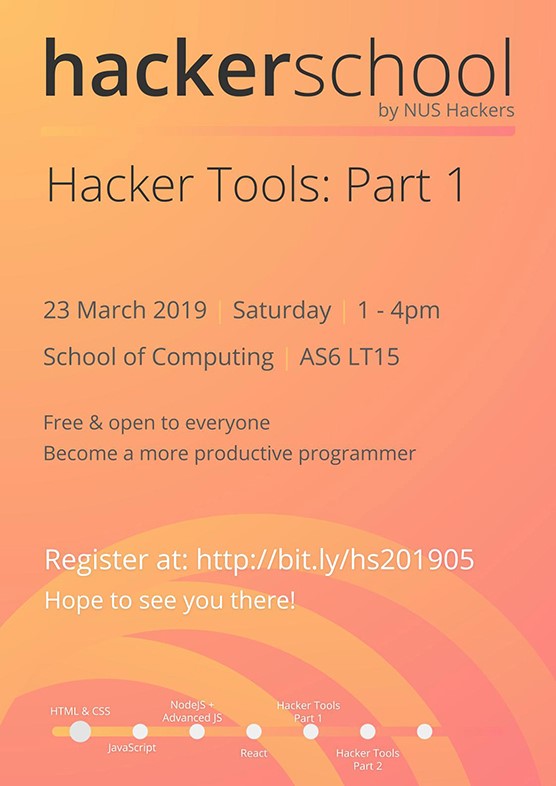 hackerschool
by NUS Hackers
Hacker Tools: Part 1
23 March 2019 | Saturday | 1 - 4pm
School of Computing | AS6 LT15
Free & open to everyone
Become a more productive programmer
Register at: http://bit.ly/hs201905
Hope to see you there!
HTML & CSS
JavaScript
NodeJS +
Advanced JS
React
Hacker Tools
Part 1
Hacker Tools
Part 2